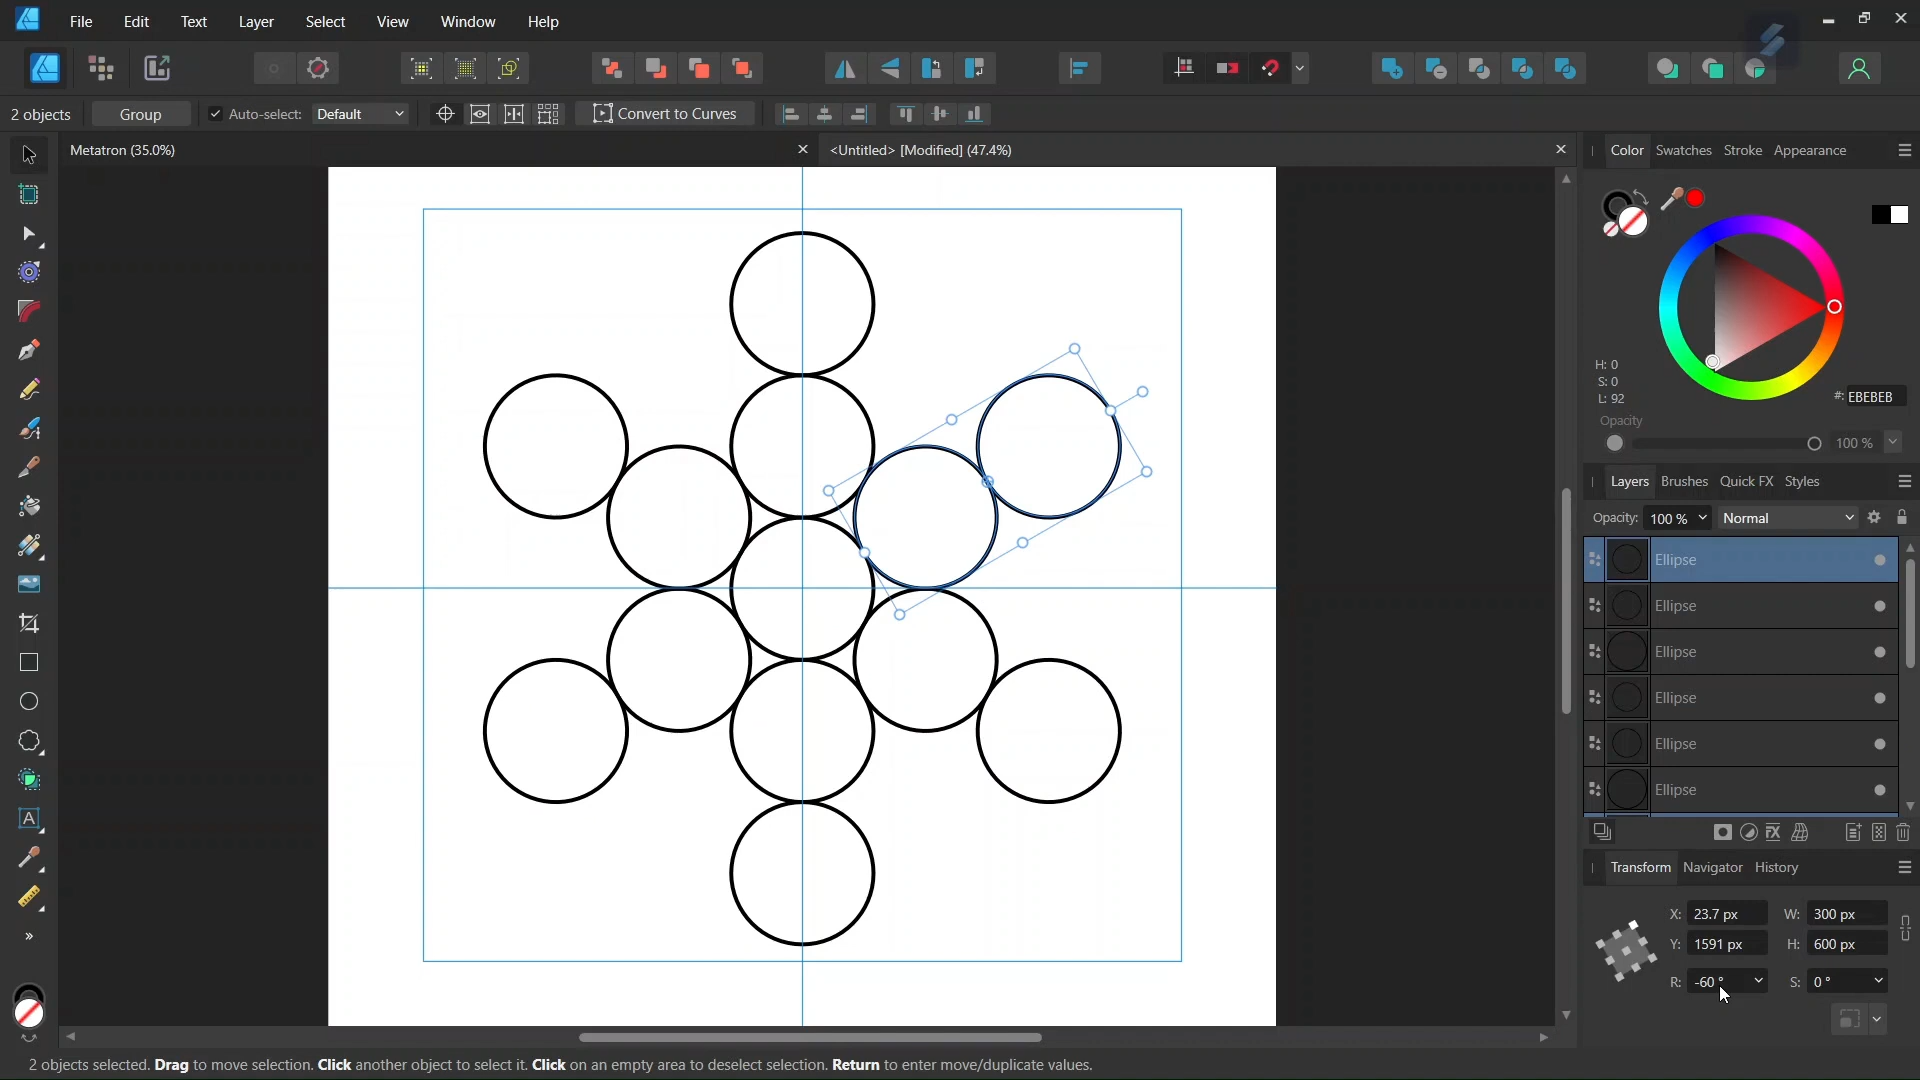 File Edit Text Layer Select View Window Help
2 objects Group Auto-select: Default Convert to Curves
Metatron (35.0%) <Untitled> [Modified] (47.4%)
Color Swatches Stroke Appearance
H: 0
S: 0
L: 92
#: EBEBEB
Opacity
100 %
Layers Brushes Quick FX Styles
Opacity: 100 % Normal
Ellipse
Ellipse
Ellipse
Ellipse
Ellipse
Ellipse
Transform Navigator History
X: 23.7 px W: 300 px
Y: 1591 px H: 600 px
R: -60 ° S: 0 °
2 objects selected. Drag to move selection. Click another object to select it. Click on an empty area to deselect selection. Return to enter move/duplicate values.